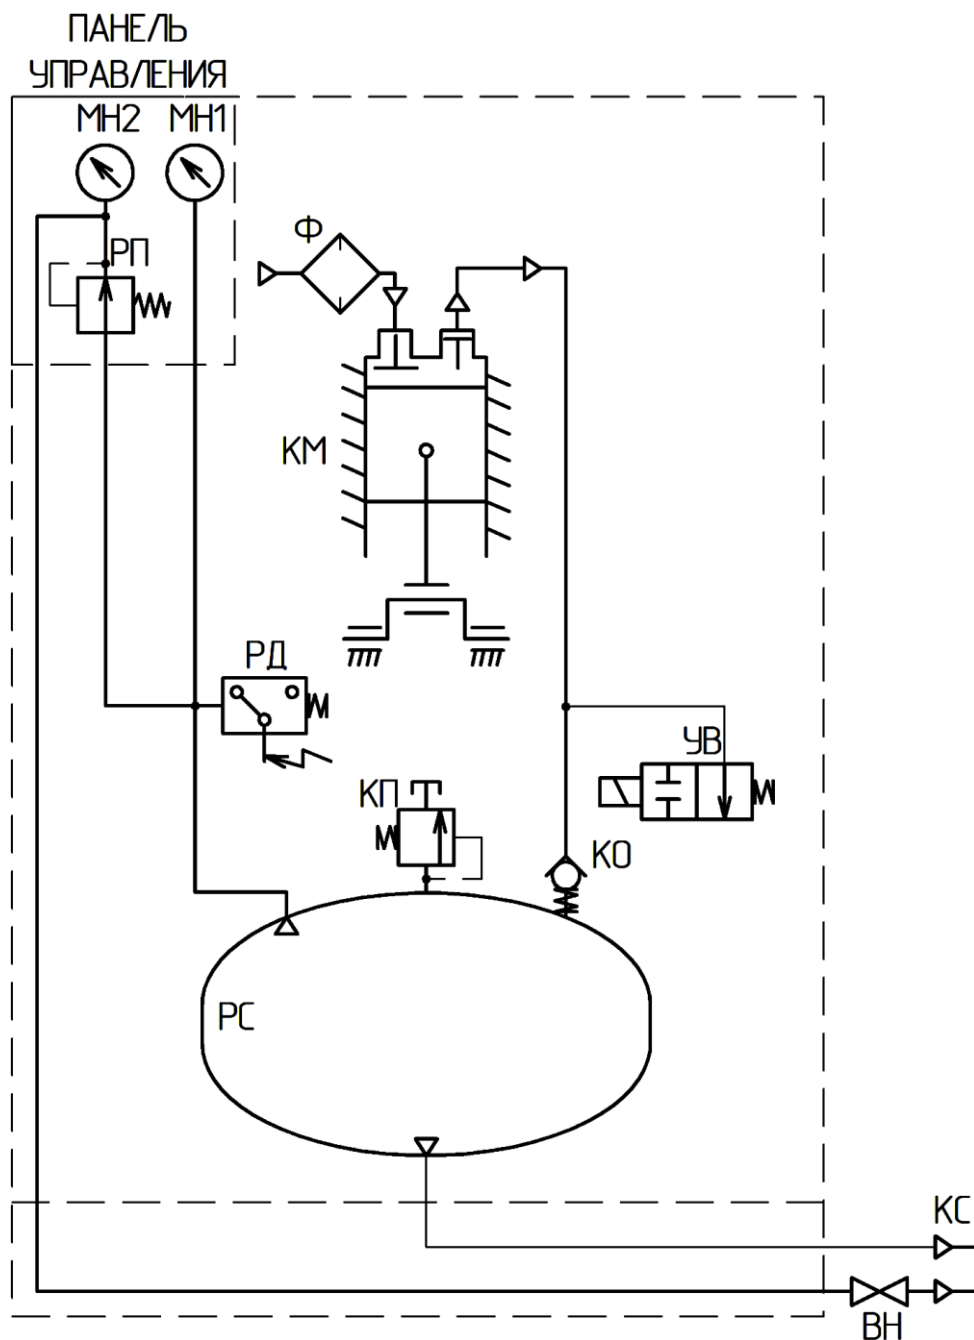 ПАНЕЛЬ
УПРАВЛЕНИЯ
МН2 МН1
Ф
РП
КМ
РД
УВ
КП
КО
РС
КС
ВН